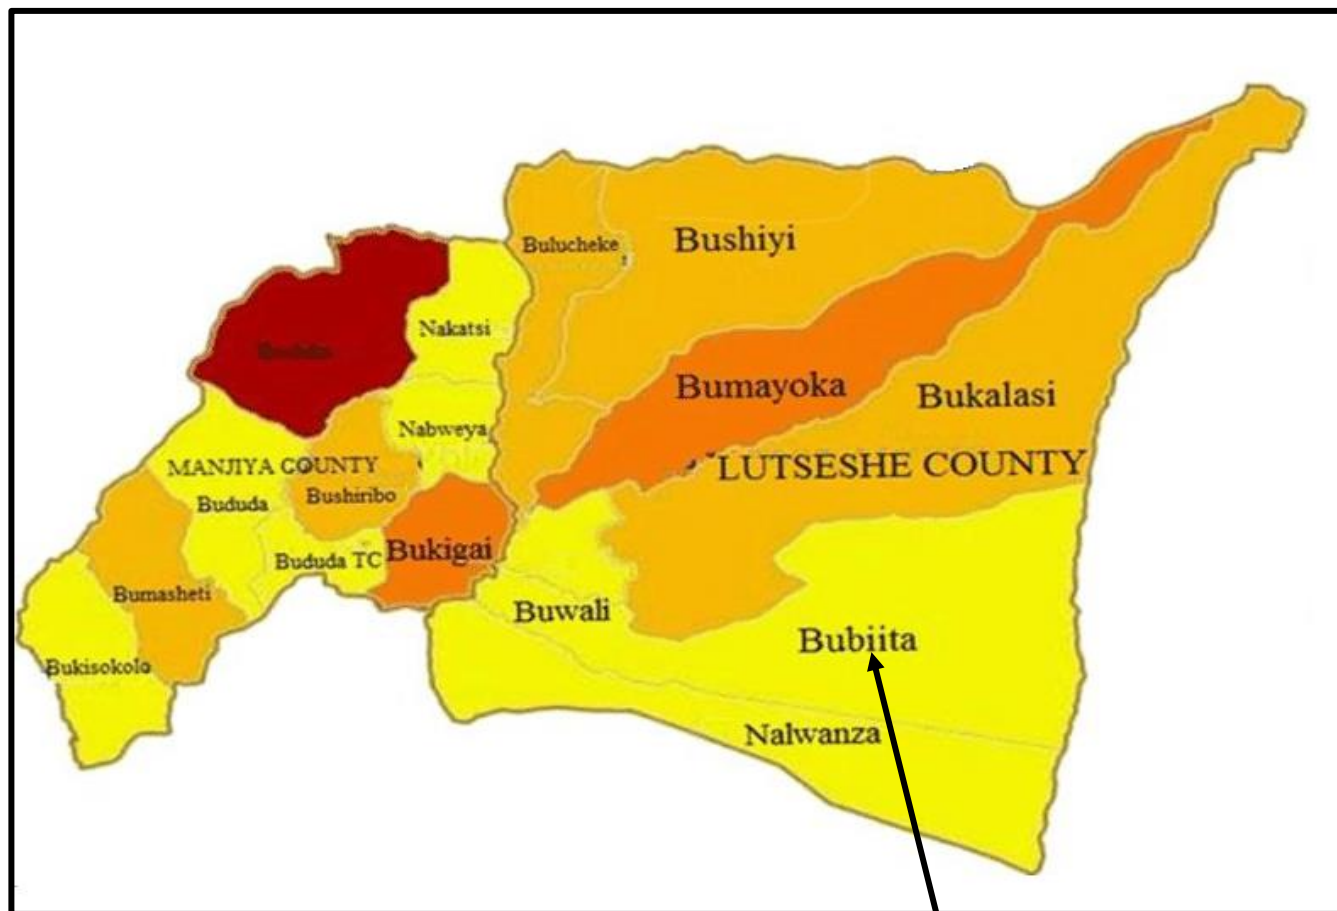 Bulucheke
Bushiyi
Nakatsi
Bumayoka
Bukalasi
Nabweya
MANJIYA COUNTY
LUTSESHE COUNTY
Bushiribo
Bududa
Bukigai
Bududa TC
Bumasheti
Buwali
Bubiita
Bukisokolo
Nalwanza